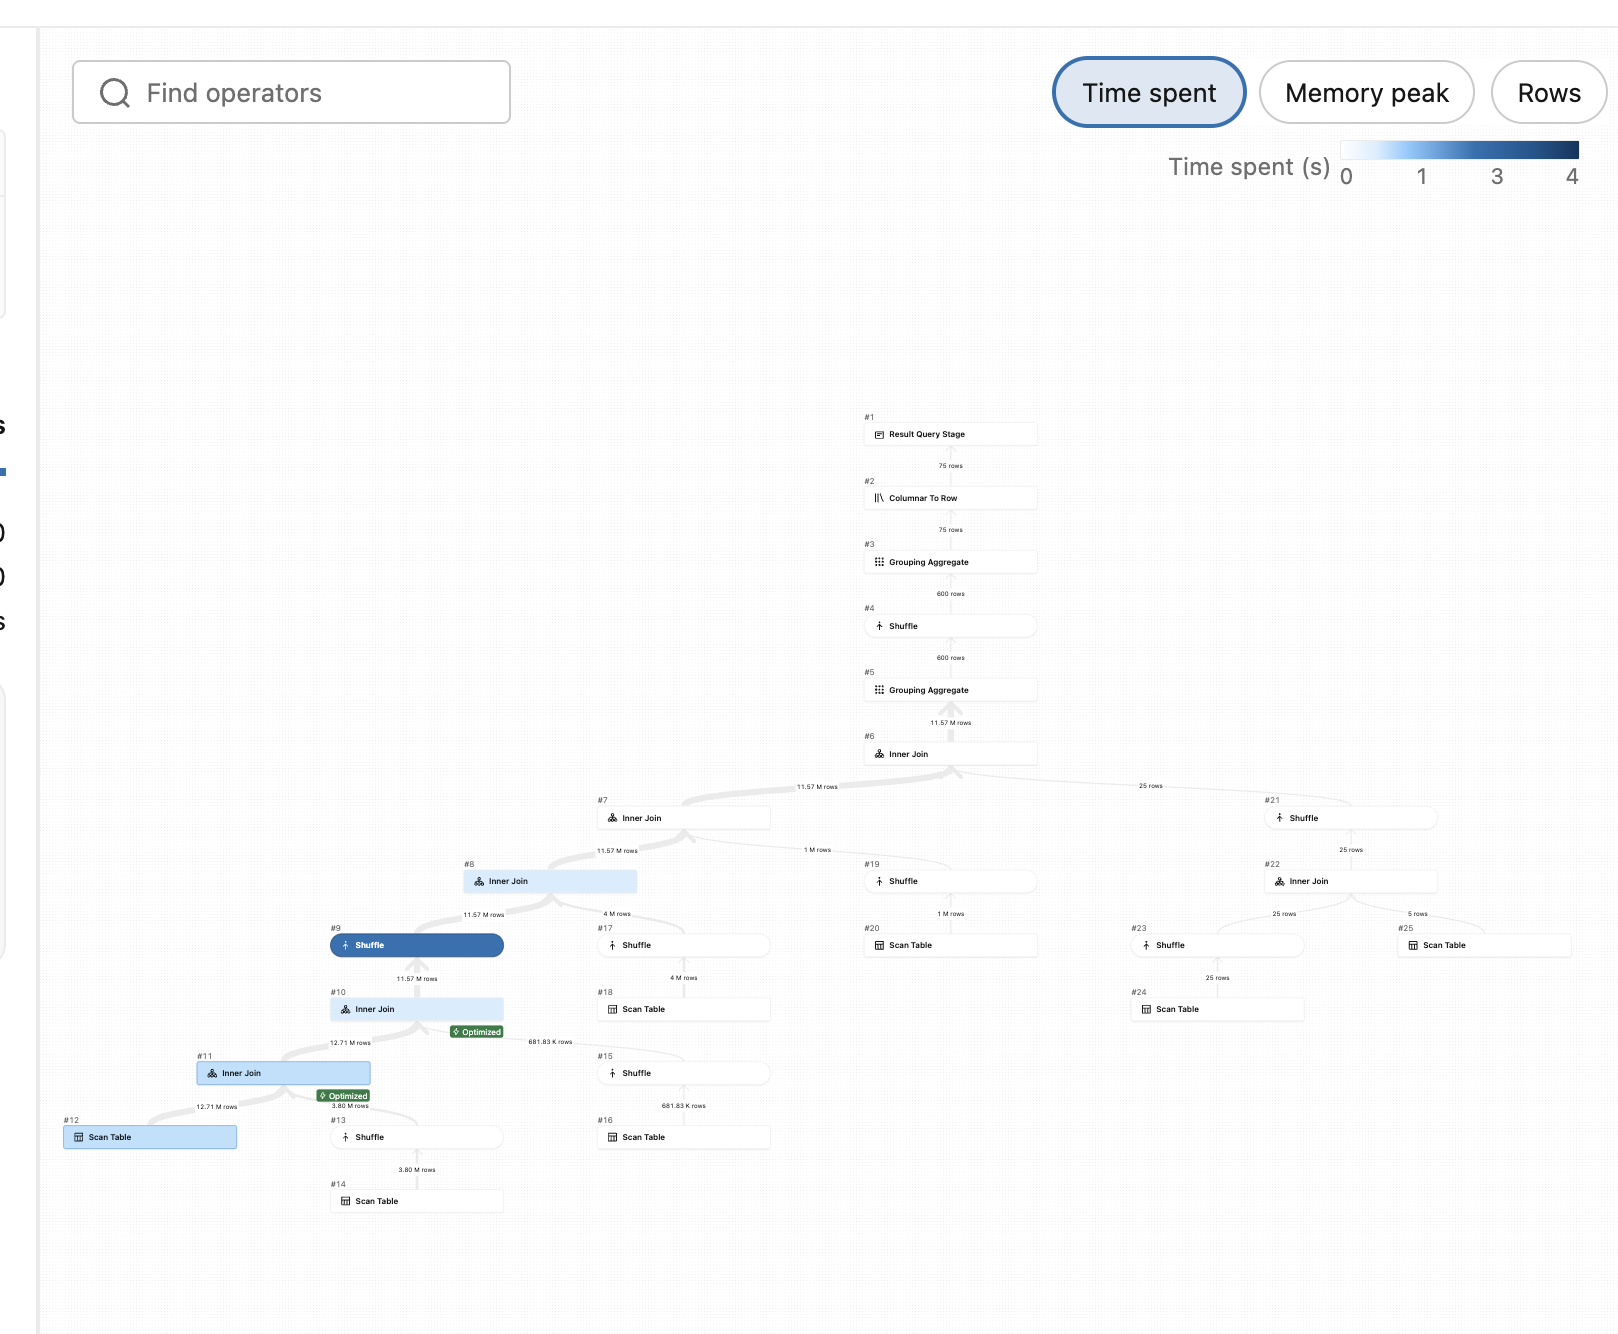 Find operators
Time spent
Memory peak
Rows
Time spent (s)
0 1 3 4
#1
Result Query Stage
75 rows
#2
Columnar To Row
75 rows
#3
Grouping Aggregate
600 rows
#4
Shuffle
600 rows
#5
Grouping Aggregate
11.57 M rows
#6
Inner Join
11.57 M rows
25 rows
#7
Inner Join
#21
Shuffle
11.57 M rows
1 M rows
25 rows
#8
Inner Join
#19
Shuffle
#22
Inner Join
11.57 M rows
4 M rows
1 M rows
25 rows
5 rows
#9
Shuffle
#17
Shuffle
#20
Scan Table
#23
Shuffle
#25
Scan Table
11.57 M rows
4 M rows
25 rows
#10
Inner Join
#18
Scan Table
#24
Scan Table
Optimized
12.71 M rows
681.83 K rows
#11
Inner Join
#15
Shuffle
Optimized
12.71 M rows
3.80 M rows
681.83 K rows
#12
Scan Table
#13
Shuffle
#16
Scan Table
3.80 M rows
#14
Scan Table